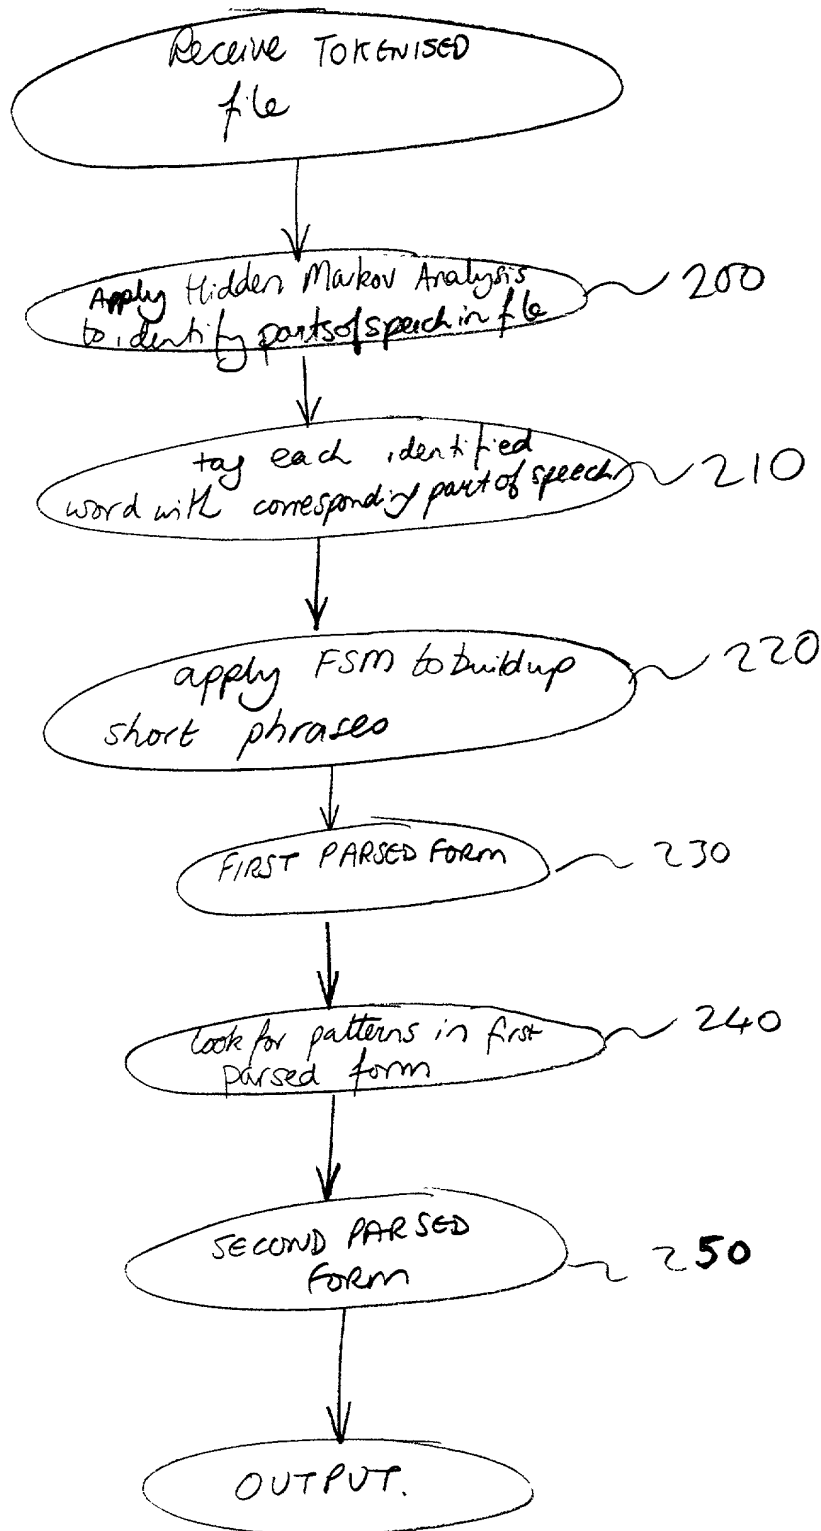 Receive TOKENISED
file
Apply Hidden Markov Analysis
to identify parts of speech in file
200
tag each identified
word with corresponding part of speech
210
apply FSM to build up
short phrases
220
FIRST PARSED FORM
230
look for patterns in first
parsed form
240
SECOND PARSED
FORM
250
OUTPUT.